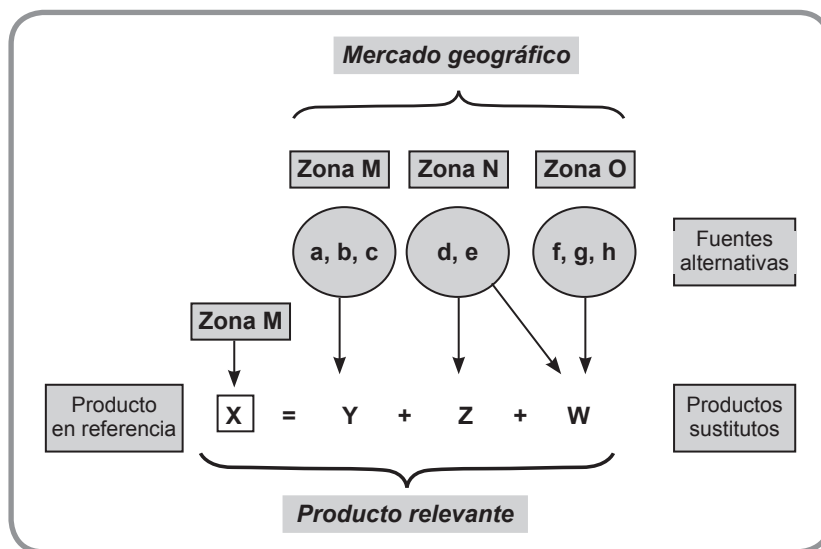 Mercado geográfico
Zona M
Zona N
Zona O
a, b, c
d, e
f, g, h
Fuentes
alternativas
Zona M
Producto
en referencia
X = Y + Z + W
Productos
sustitutos
Producto relevante